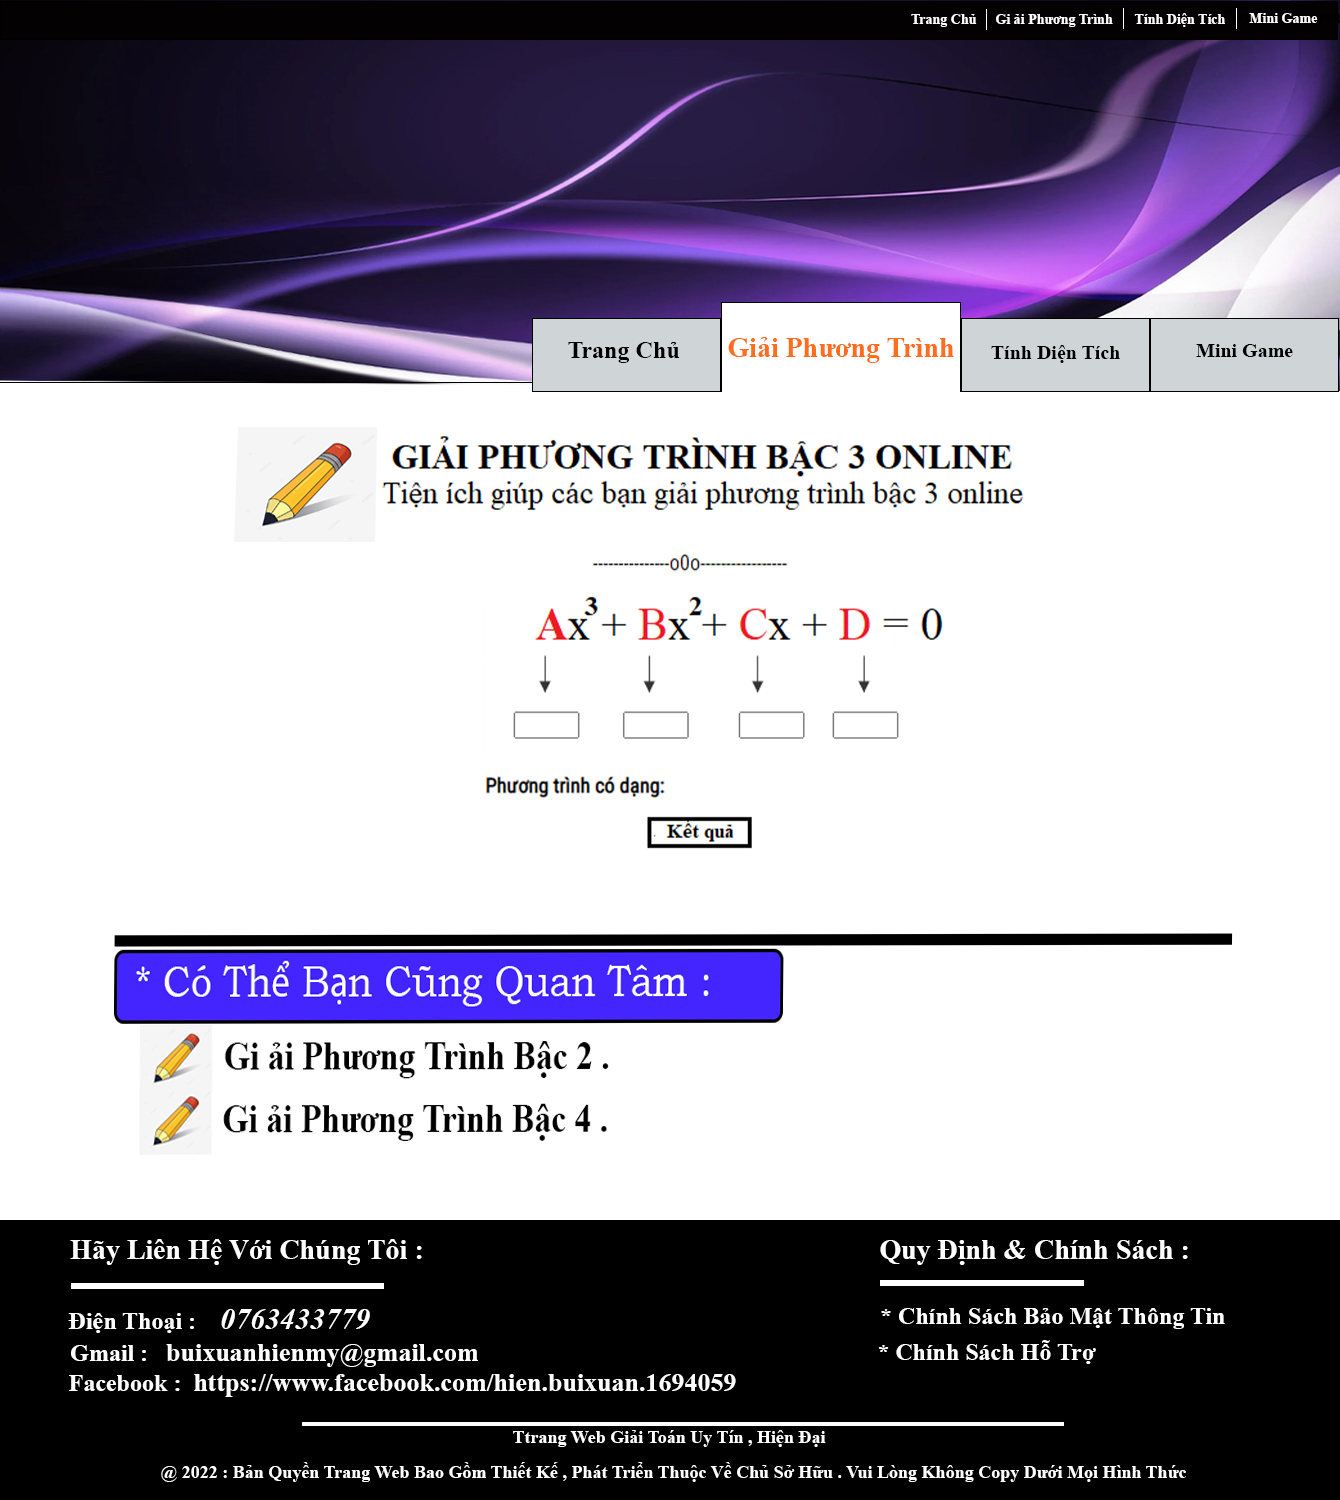 Trang Chủ Gi ải Phương Trình Tính Diện Tích Mini Game
Trang Chủ Giải Phương Trình Tính Diện Tích Mini Game
GIẢI PHƯƠNG TRÌNH BẬC 3 ONLINE
Tiện ích giúp các bạn giải phương trình bậc 3 online
---------------o0o-----------------
Ax³+ Bx²+ Cx + D = 0
Phương trình có dạng:
Kết quả
* Có Thể Bạn Cũng Quan Tâm :
Gi ải Phương Trình Bậc 2 .
Gi ải Phương Trình Bậc 4 .
Hãy Liên Hệ Với Chúng Tôi :
Điện Thoại : 0763433779
Gmail : buixuanhienmy@gmail.com
Facebook : https://www.facebook.com/hien.buixuan.1694059
Quy Định & Chính Sách :
* Chính Sách Bảo Mật Thông Tin
* Chính Sách Hỗ Trợ
Ttrang Web Giải Toán Uy Tín , Hiện Đại
@ 2022 : Bản Quyền Trang Web Bao Gồm Thiết Kế , Phát Triển Thuộc Về Chủ Sở Hữu . Vui Lòng Không Copy Dưới Mọi Hình Thức